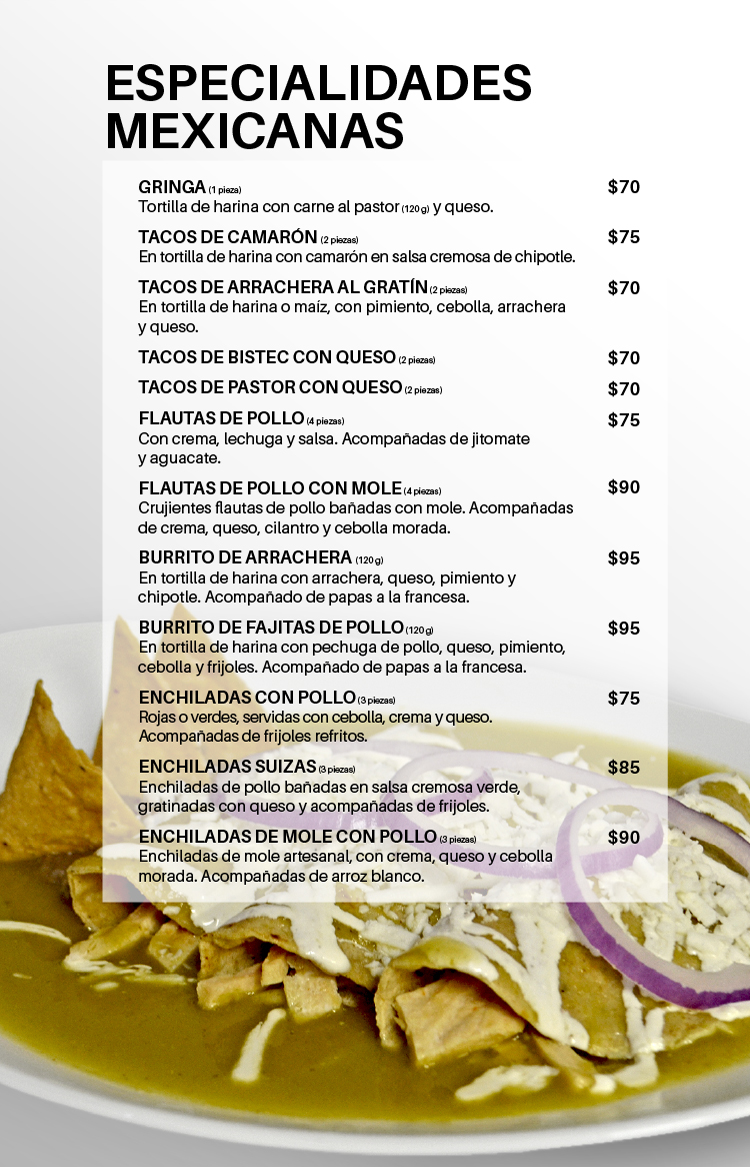 ESPECIALIDADES
MEXICANAS
GRINGA (1 pieza) $70
Tortilla de harina con carne al pastor (120 g) y queso.
TACOS DE CAMARÓN (2 piezas) $75
En tortilla de harina con camarón en salsa cremosa de chipotle.
TACOS DE ARRACHERA AL GRATÍN (2 piezas) $70
En tortilla de harina o maíz, con pimiento, cebolla, arrachera
y queso.
TACOS DE BISTEC CON QUESO (2 piezas) $70
TACOS DE PASTOR CON QUESO (2 piezas) $70
FLAUTAS DE POLLO (4 piezas) $75
Con crema, lechuga y salsa. Acompañadas de jitomate
y aguacate.
FLAUTAS DE POLLO CON MOLE (4 piezas) $90
Crujientes flautas de pollo bañadas con mole. Acompañadas
de crema, queso, cilantro y cebolla morada.
BURRITO DE ARRACHERA (120 g) $95
En tortilla de harina con arrachera, queso, pimiento y
chipotle. Acompañado de papas a la francesa.
BURRITO DE FAJITAS DE POLLO (120 g) $95
En tortilla de harina con pechuga de pollo, queso, pimiento,
cebolla y frijoles. Acompañado de papas a la francesa.
ENCHILADAS CON POLLO (3 piezas) $75
Rojas o verdes, servidas con cebolla, crema y queso.
Acompañadas de frijoles refritos.
ENCHILADAS SUIZAS (3 piezas) $85
Enchiladas de pollo bañadas en salsa cremosa verde,
gratinadas con queso y acompañadas de frijoles.
ENCHILADAS DE MOLE CON POLLO (3 piezas) $90
Enchiladas de mole artesanal, con crema, queso y cebolla
morada. Acompañadas de arroz blanco.